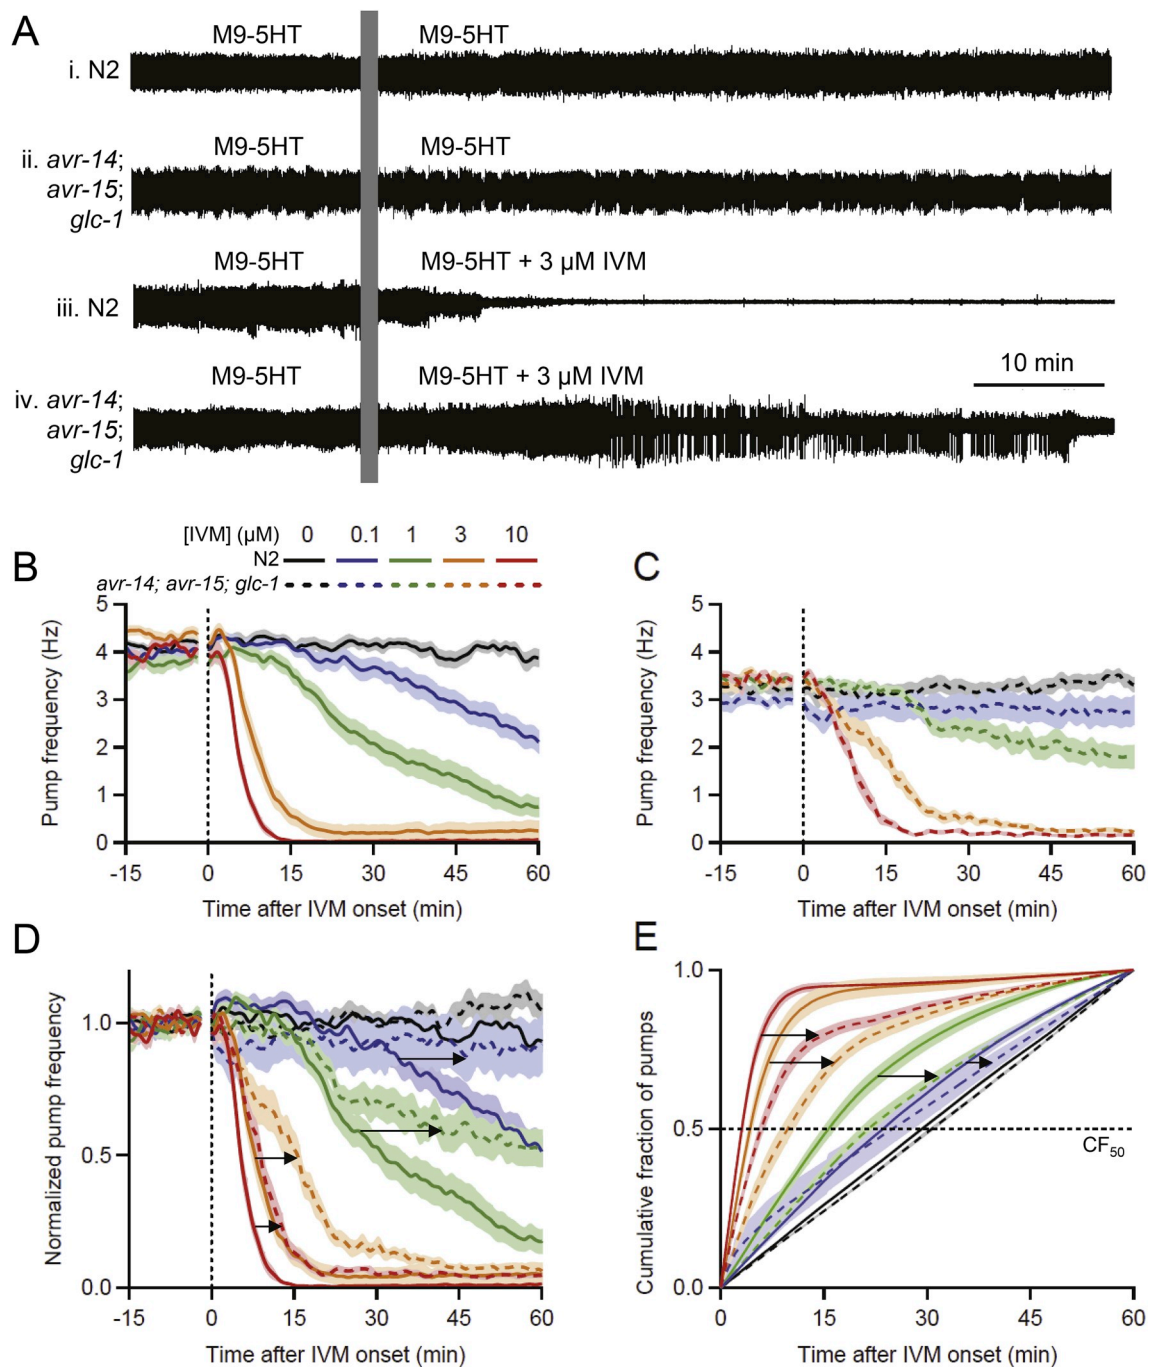 A
M9-5HT M9-5HT
i. N2
M9-5HT M9-5HT
ii. avr-14;
avr-15;
glc-1
M9-5HT M9-5HT + 3 µM IVM
iii. N2
M9-5HT M9-5HT + 3 µM IVM 10 min
iv. avr-14;
avr-15;
glc-1
[IVM] (µM) 0 0.1 1 3 10
N2
avr-14; avr-15; glc-1
B
5
4
3
2
1
0
Pump frequency (Hz)
-15 0 15 30 45 60
Time after IVM onset (min)
C
5
4
3
2
1
0
Pump frequency (Hz)
-15 0 15 30 45 60
Time after IVM onset (min)
D
1.0
0.5
0.0
Normalized pump frequency
-15 0 15 30 45 60
Time after IVM onset (min)
E
1.0
0.5
0.0
Cumulative fraction of pumps
CF50
0 15 30 45 60
Time after IVM onset (min)